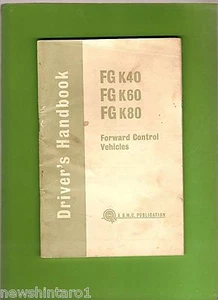 Driver's Handbook
FG K40
FG K60
FG K80
Forward Control
Vehicles
B.M.C. PUBLICATION
newshintaro1